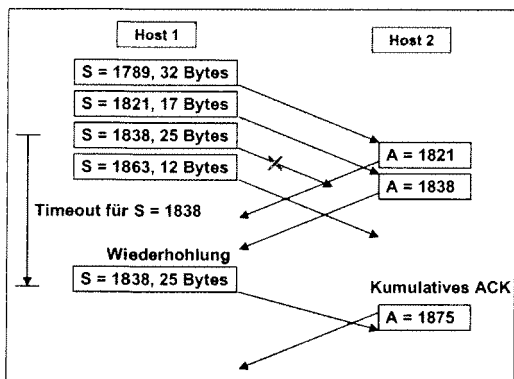 Host 1
Host 2
S = 1789, 32 Bytes
S = 1821, 17 Bytes
S = 1838, 25 Bytes
S = 1863, 12 Bytes
A = 1821
A = 1838
Timeout für S = 1838
Wiederhohlung
S = 1838, 25 Bytes
Kumulatives ACK
A = 1875